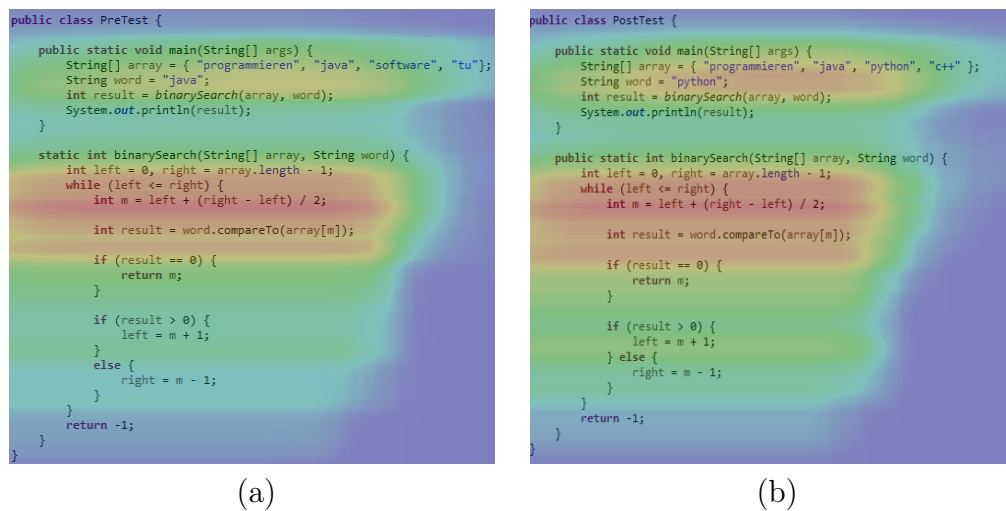 public class PreTest {
public static void main(String[] args) {
String[] array = { "programmieren", "java", "software", "tu"};
String word = "java";
int result = binarySearch(array, word);
System.out.println(result);
}
static int binarySearch(String[] array, String word) {
int left = 0, right = array.length - 1;
while (left <= right) {
int m = left + (right - left) / 2;
int result = word.compareTo(array[m]);
if (result == 0) {
return m;
}
if (result > 0) {
left = m + 1;
}
else {
right = m - 1;
}
}
return -1;
}
}
(a)
public class PostTest {
public static void main(String[] args) {
String[] array = { "programmieren", "java", "python", "c++" };
String word = "python";
int result = binarySearch(array, word);
System.out.println(result);
}
public static int binarySearch(String[] array, String word) {
int left = 0, right = array.length - 1;
while (left <= right) {
int m = left + (right - left) / 2;
int result = word.compareTo(array[m]);
if (result == 0) {
return m;
}
if (result > 0) {
left = m + 1;
} else {
right = m - 1;
}
}
return -1;
}
}
(b)